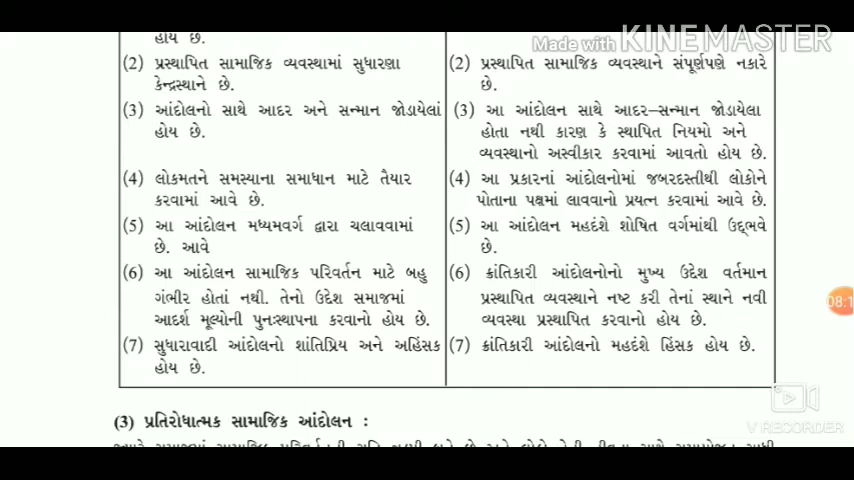 Made with KINEMASTER
હોય છે.
(2) પ્રસ્થાપિત સામાજિક વ્યવસ્થામાં સુધારણા
કેન્દ્રસ્થાને છે.
(3) આંદોલનો સાથે આદર અને સન્માન જોડાયેલાં
હોય છે.
(4) લોકમતને સમસ્યાના સમાધાન માટે તૈયાર
કરવામાં આવે છે.
(5) આ આંદોલન મધ્યમવર્ગ દ્વારા ચલાવવામાં
છે. આવે
(6) આ આંદોલન સામાજિક પરિવર્તન માટે બહુ
ગંભીર હોતાં નથી. તેનો ઉદેશ સમાજમાં
આદર્શ મૂલ્યોની પુનઃસ્થાપના કરવાનો હોય છે.
(7) સુધારાવાદી આંદોલનો શાંતિપ્રિય અને અહિંસક
હોય છે.
(2) પ્રસ્થાપિત સામાજિક વ્યવસ્થાને સંપૂર્ણપણે નકારે
છે.
(3) આ આંદોલન સાથે આદર–સન્માન જોડાયેલા
હોતા નથી કારણ કે સ્થાપિત નિયમો અને
વ્યવસ્થાનો અસ્વીકાર કરવામાં આવતો હોય છે.
(4) આ પ્રકારનાં આંદોલનોમાં જબરદસ્તીથી લોકોને
પોતાના પક્ષમાં લાવવાનો પ્રયત્ન કરવામાં આવે છે.
(5) આ આંદોલન મહદંશે શોષિત વર્ગમાંથી ઉદ્દભવે
છે.
(6) ક્રાંતિકારી આંદોલનોનો મુખ્ય ઉદેશ વર્તમાન
પ્રસ્થાપિત વ્યવસ્થાને નષ્ટ કરી તેનાં સ્થાને નવી
વ્યવસ્થા પ્રસ્થાપિત કરવાનો હોય છે.
(7) ક્રાંતિકારી આંદોલનો મહદંશે હિંસક હોય છે.
08:1
V RECORDER
(3) પ્રતિરોધાત્મક સામાજિક આંદોલન :